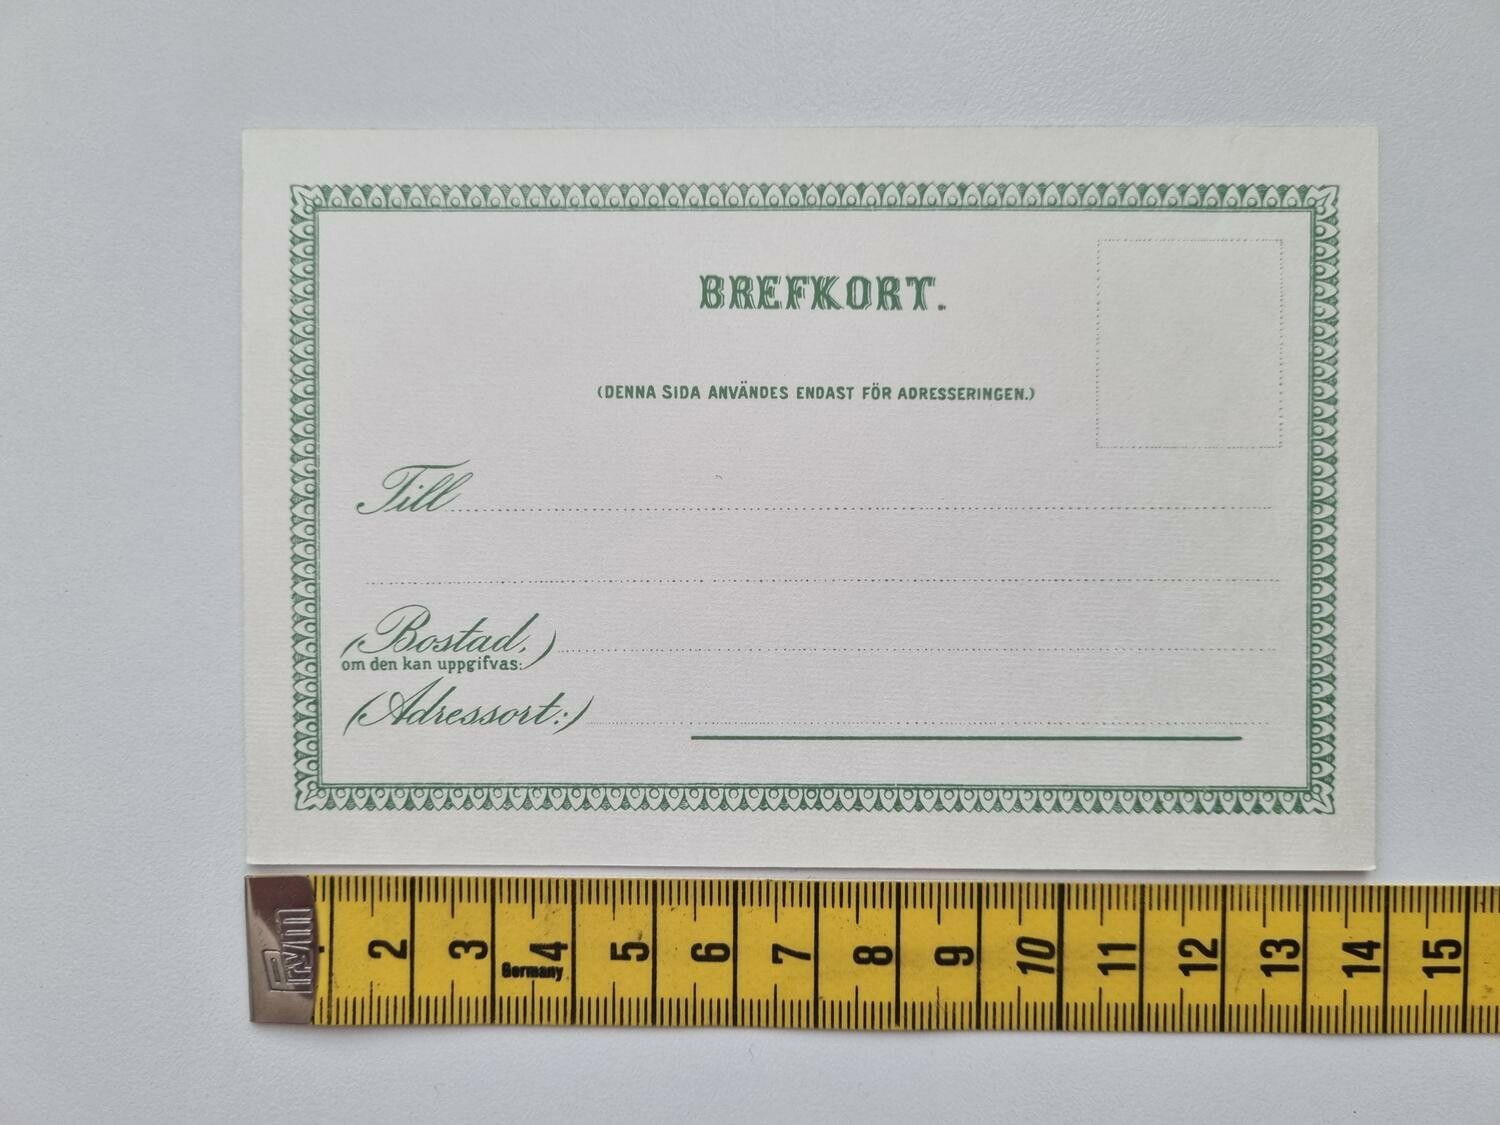 BREFKORT.
(DENNA SIDA ANVÄNDES ENDAST FÖR ADRESSERINGEN.)
Till
(Bostad,)
om den kan uppgifvas:
(Adressort:)
Prym 2 3 4 5 6 7 8 9 10 11 12 13 14 15
Germany